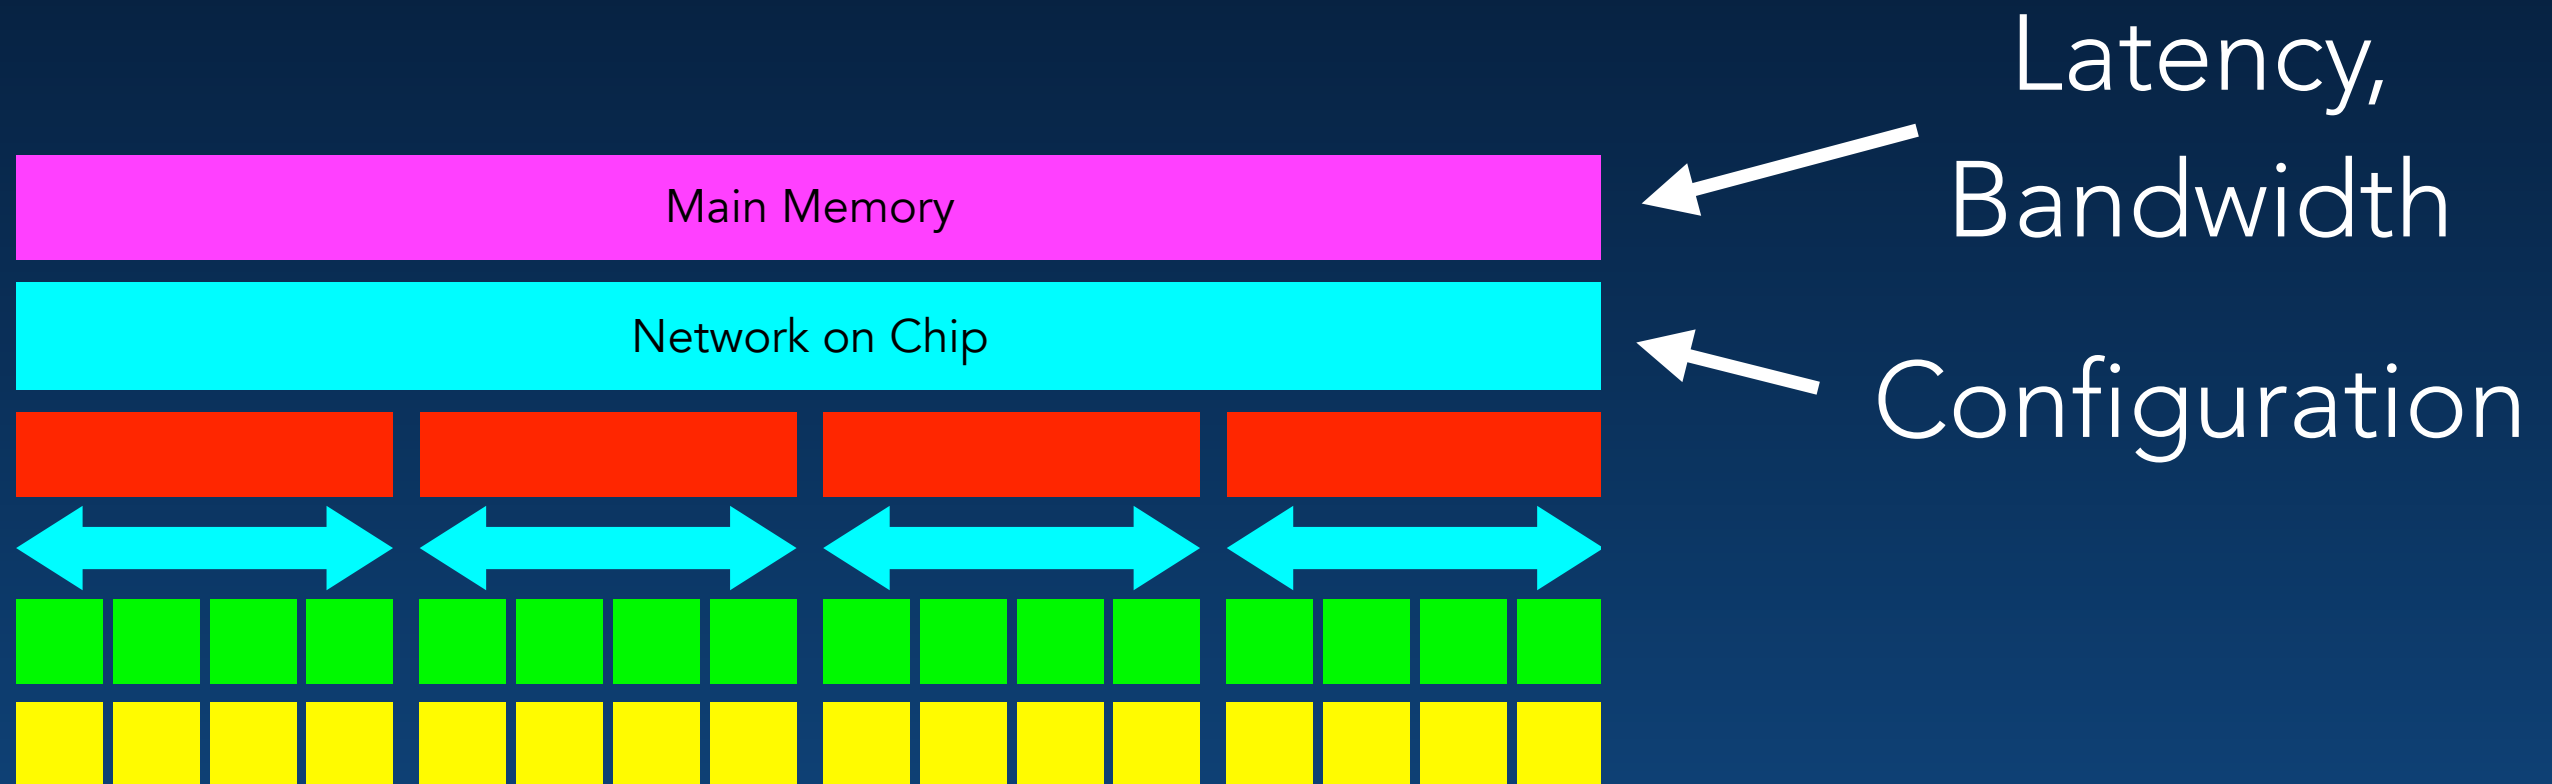 Latency,
Bandwidth
Main Memory
Network on Chip
Configuration